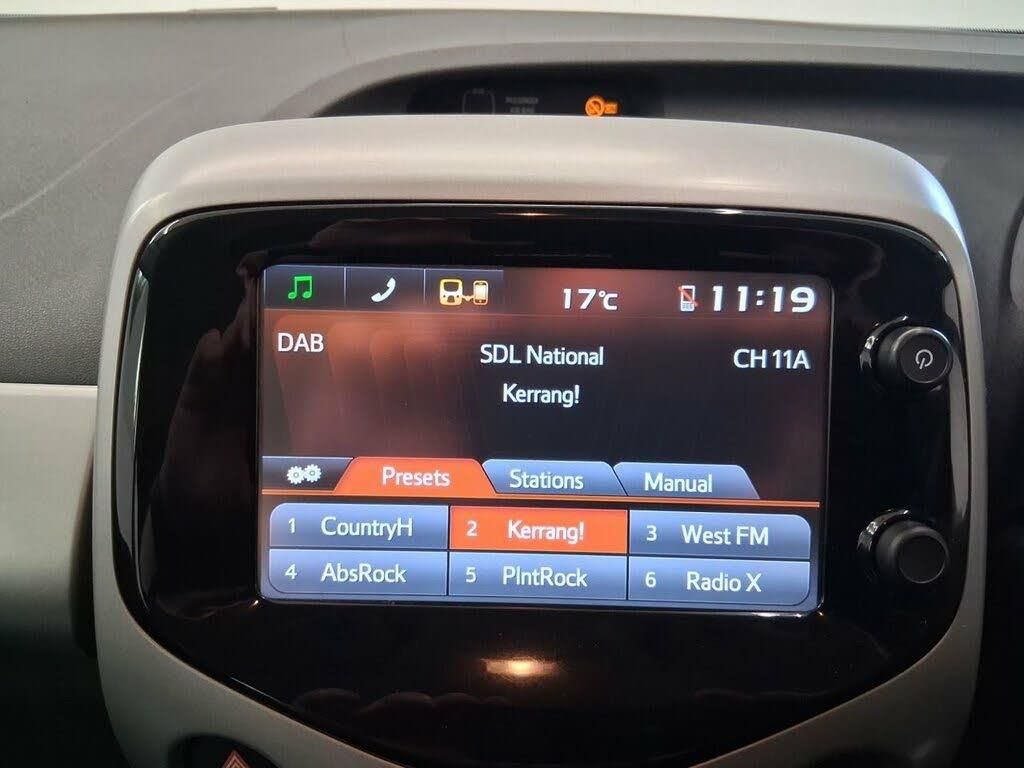 17°C 11:19
DAB SDL National CH 11A
Kerrang!
Presets Stations Manual
1 CountryH 2 Kerrang! 3 West FM
4 AbsRock 5 PlntRock 6 Radio X